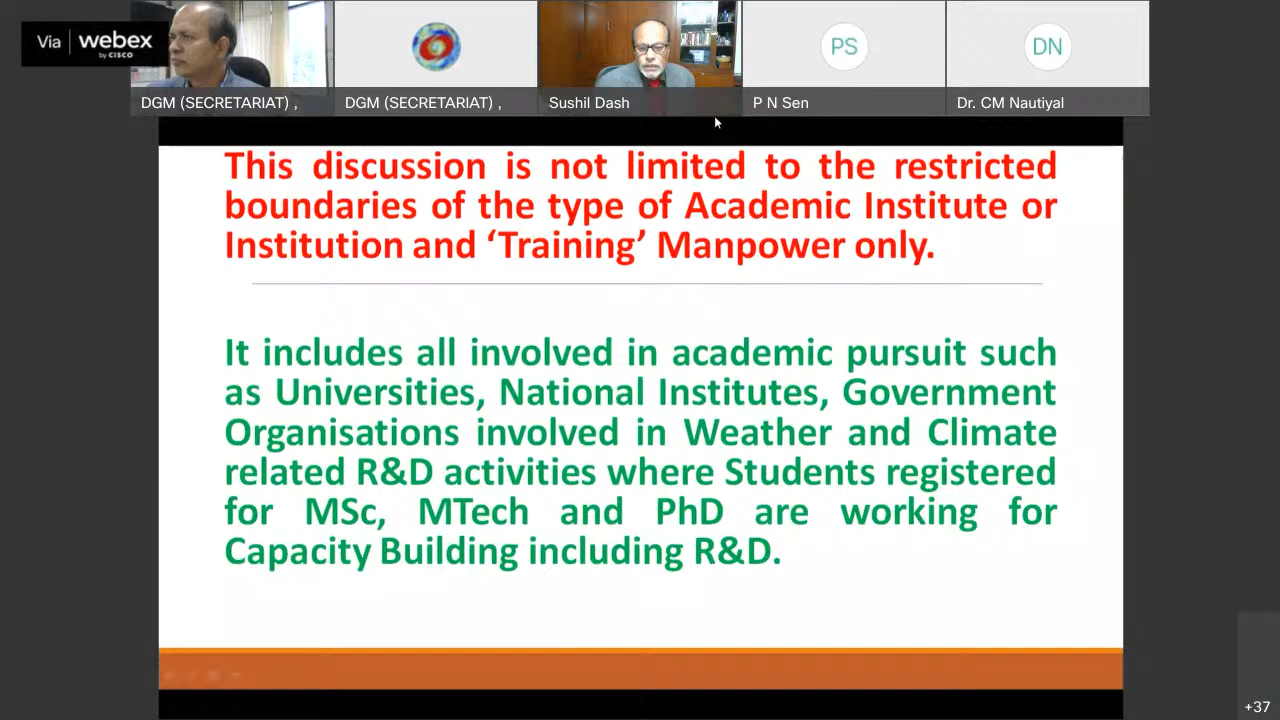 Via webex
by CISCO
DGM (SECRETARIAT) ,
DGM (SECRETARIAT) ,
Sushil Dash
PS
P N Sen
DN
Dr. CM Nautiyal
This discussion is not limited to the restricted
boundaries of the type of Academic Institute or
Institution and ‘Training’ Manpower only.
It includes all involved in academic pursuit such
as Universities, National Institutes, Government
Organisations involved in Weather and Climate
related R&D activities where Students registered
for MSc, MTech and PhD are working for
Capacity Building including R&D.
+37